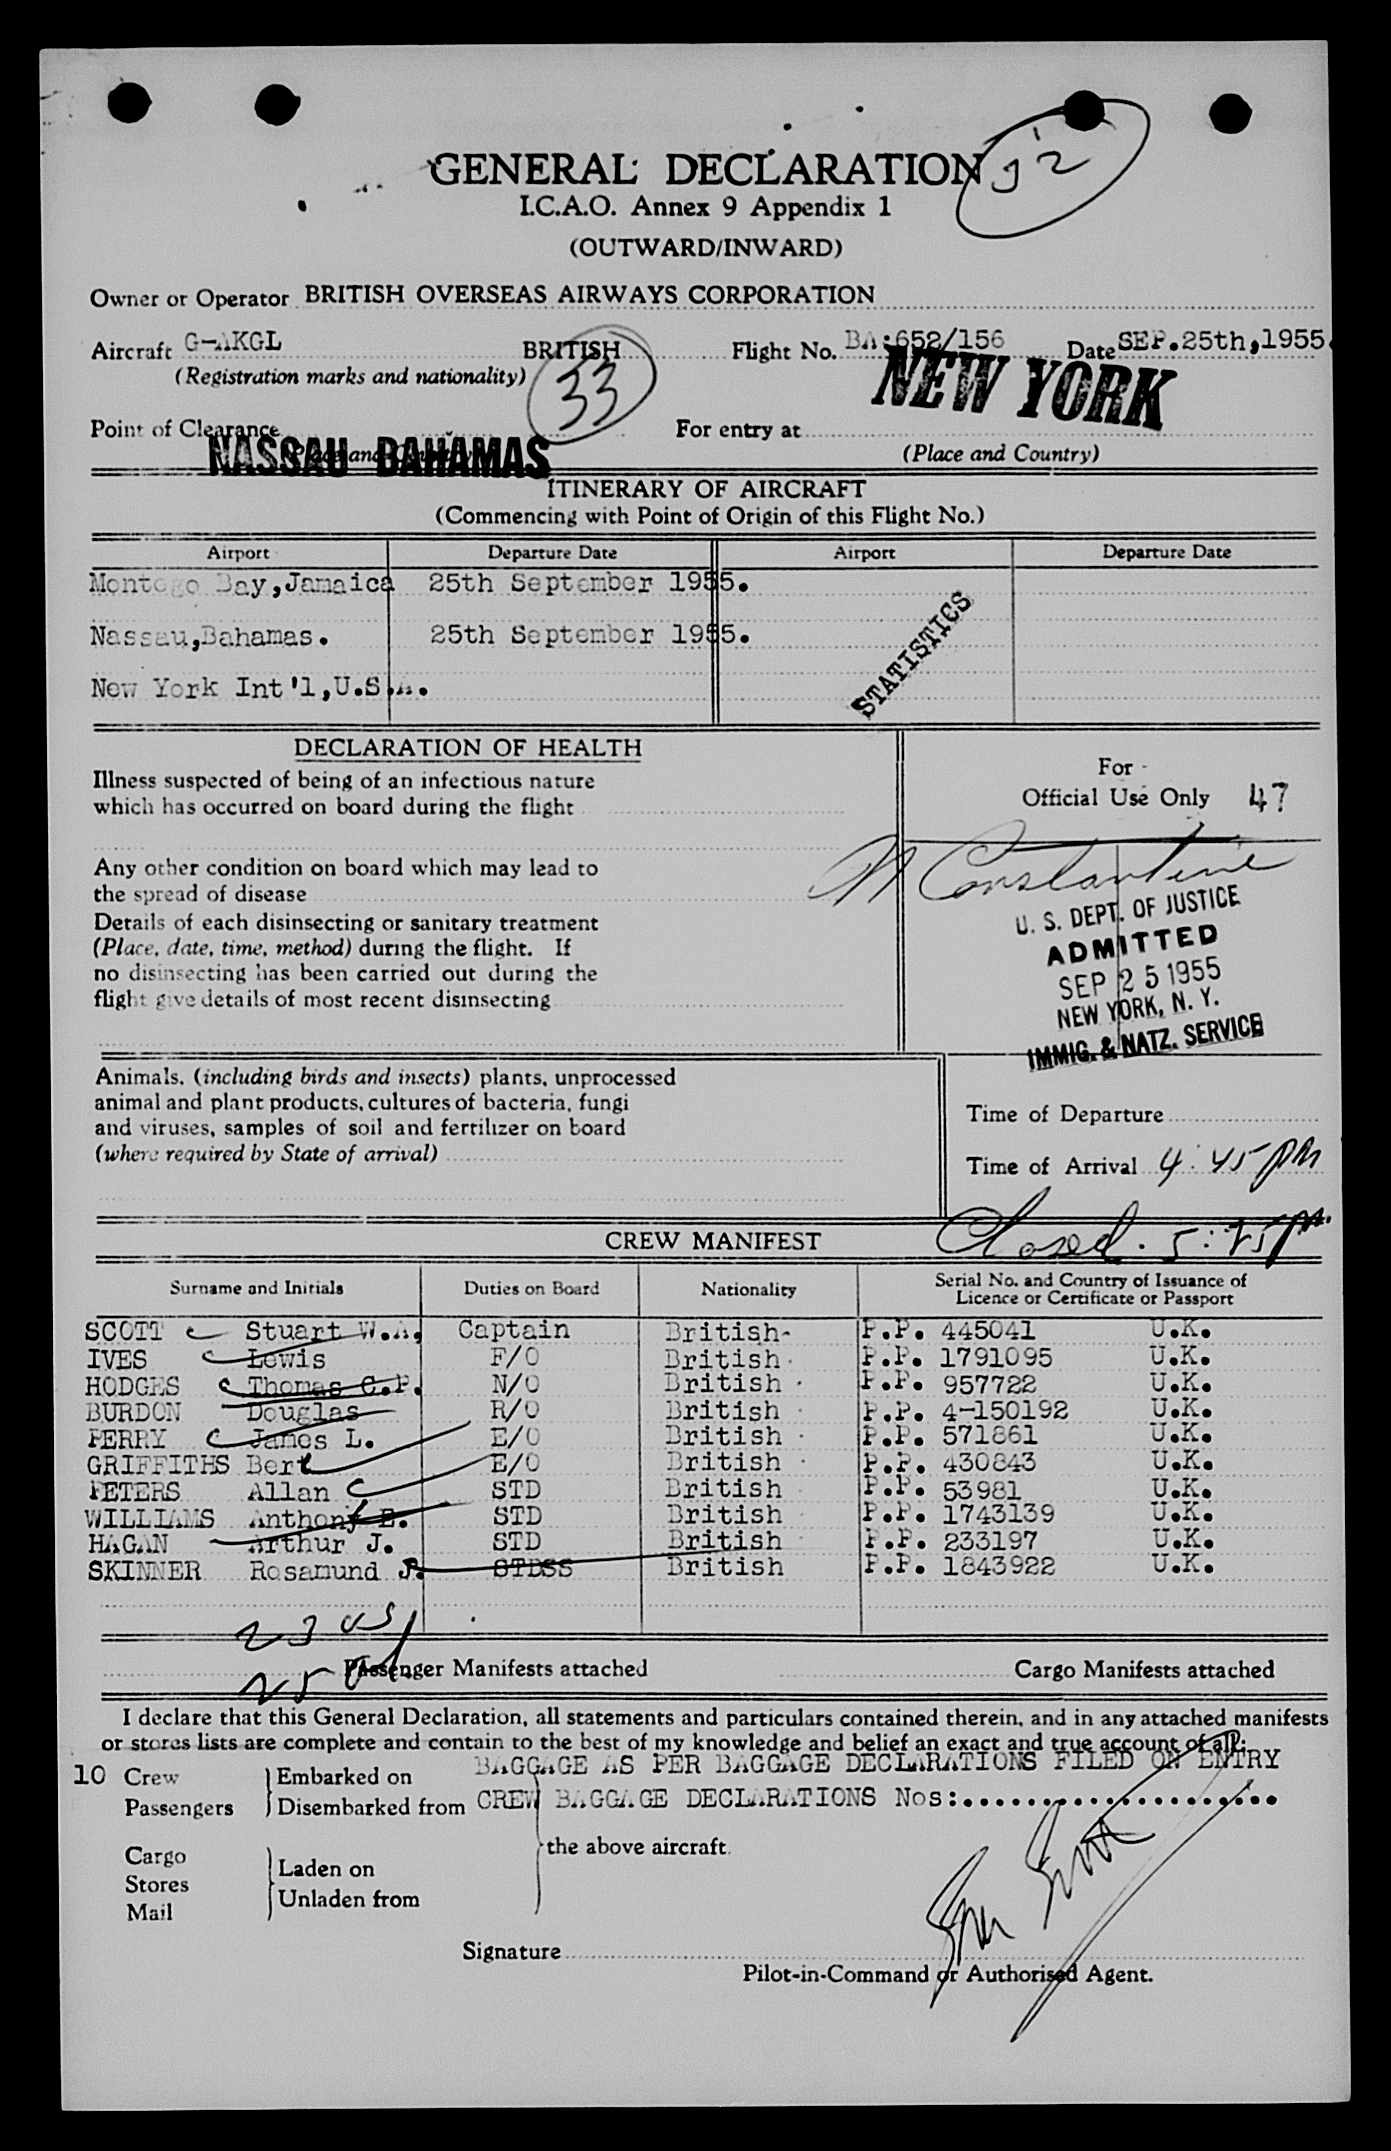 GENERAL DECLARATION
I.C.A.O. Annex 9 Appendix 1
(OUTWARD/INWARD)
Owner or Operator BRITISH OVERSEAS AIRWAYS CORPORATION
Aircraft G-AKGL BRITISH 33 Flight No. BA:652/156 Date SEP.25th,1955.
(Registration marks and nationality)
NEW YORK
Point of Clearance For entry at
NASSAU BAHAMAS (Place and Country)
ITINERARY OF AIRCRAFT
(Commencing with Point of Origin of this Flight No.)
Airport Departure Date Airport Departure Date
Montego Bay,Jamaica 25th September 1955.
Nassau,Bahamas. 25th September 1955.
New York Int'l,U.S.A.
STATISTICS
DECLARATION OF HEALTH
Illness suspected of being of an infectious nature
which has occurred on board during the flight
For
Official Use Only 47
Any other condition on board which may lead to
the spread of disease
Details of each disinsecting or sanitary treatment
(Place, date, time, method) during the flight. If
no disinsecting has been carried out during the
flight give details of most recent disinsecting
M Constantine
U. S. DEPT. OF JUSTICE
ADMITTED
SEP 25 1955
NEW YORK, N. Y.
IMMIG. & NATZ. SERVICE
Animals, (including birds and insects) plants, unprocessed
animal and plant products, cultures of bacteria, fungi
and viruses, samples of soil and fertilizer on board
(where required by State of arrival)
Time of Departure
Time of Arrival 4:45 pm
Closed.
CREW MANIFEST
Surname and Initials Duties on Board Nationality Serial No. and Country of Issuance of
Licence or Certificate or Passport
SCOTT Stuart W.A. Captain British P.P. 445041 U.K.
IVES Lewis F/O British P.P. 1791095 U.K.
HODGES Thomas C.P. N/O British P.P. 957722 U.K.
BURDON Douglas R/O British P.P. 4-150192 U.K.
PERRY James L. E/O British P.P. 571861 U.K.
GRIFFITHS Bert E/O British P.P. 430843 U.K.
PETERS Allan STD British P.P. 53981 U.K.
WILLIAMS Anthony E. STD British P.P. 1743139 U.K.
HAGAN Arthur J. STD British P.P. 233197 U.K.
SKINNER Rosamund P. STDSS British P.P. 1843922 U.K.
23 US
Passenger Manifests attached Cargo Manifests attached
I declare that this General Declaration, all statements and particulars contained therein, and in any attached manifests
or stores lists are complete and contain to the best of my knowledge and belief an exact and true account of all:
BAGGAGE AS PER BAGGAGE DECLARATIONS FILED ON ENTRY
10 Crew Embarked on
Passengers Disembarked from CREW BAGGAGE DECLARATIONS Nos:.....................
the above aircraft.
Cargo Laden on
Stores
Unladen from
Mail
Signature
Pilot-in-Command or Authorised Agent.